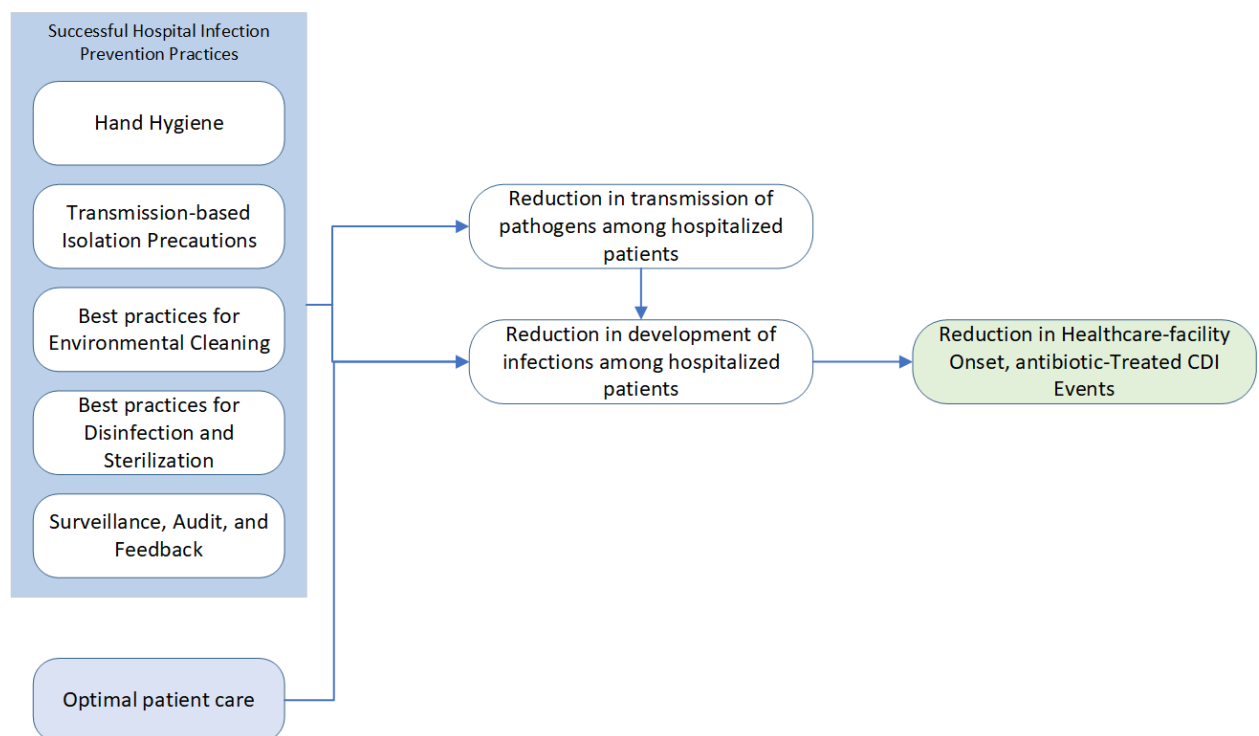 Successful Hospital Infection
Prevention Practices
Hand Hygiene
Transmission-based
Isolation Precautions
Best practices for
Environmental Cleaning
Best practices for
Disinfection and
Sterilization
Surveillance, Audit, and
Feedback
Optimal patient care
Reduction in transmission of
pathogens among hospitalized
patients
Reduction in development of
infections among hospitalized
patients
Reduction in Healthcare-facility
Onset, antibiotic-Treated CDI
Events